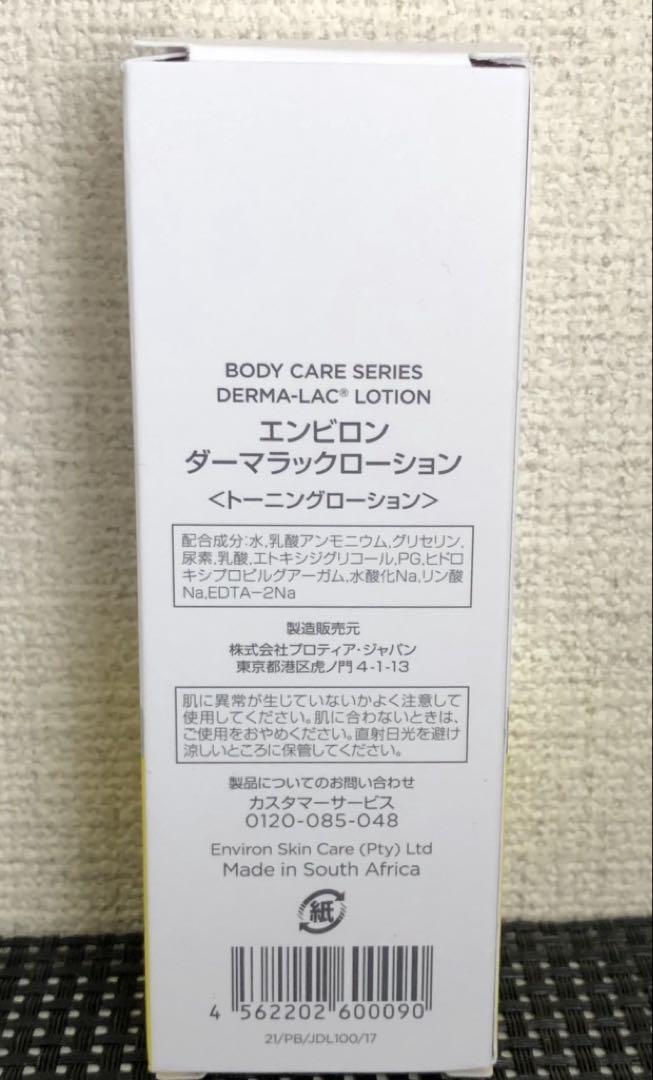 BODY CARE SERIES
DERMA-LAC® LOTION
エンビロン
ダーマラックローション
<トーニングローション>
配合成分:水,乳酸アンモニウム,グリセリン,
尿素,乳酸,エトキシジグリコール,PG,ヒドロ
キシプロピルグアーガム,水酸化Na,リン酸
Na,EDTA-2Na
製造販売元
株式会社プロティア・ジャパン
東京都港区虎ノ門4-1-13
肌に異常が生じていないかよく注意して
使用してください。肌に合わないときは、
ご使用をおやめください。直射日光を避け
涼しいところに保管してください。
製品についてのお問い合わせ
カスタマーサービス
0120-085-048
Environ Skin Care (Pty) Ltd
Made in South Africa
紙
4 562202 600090
21/PB/JDL100/17